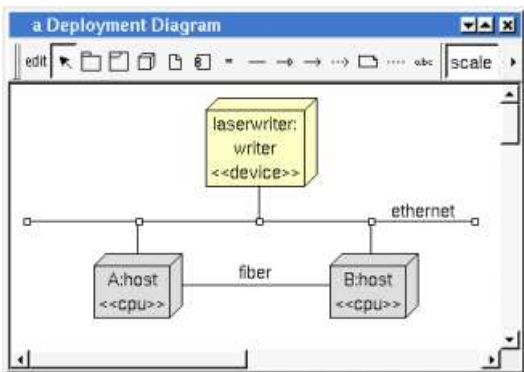 a Deployment Diagram
edit
abc
scale
laserwriter:
writer
<<device>>
ethernet
A:host
<<cpu>>
fiber
B:host
<<cpu>>